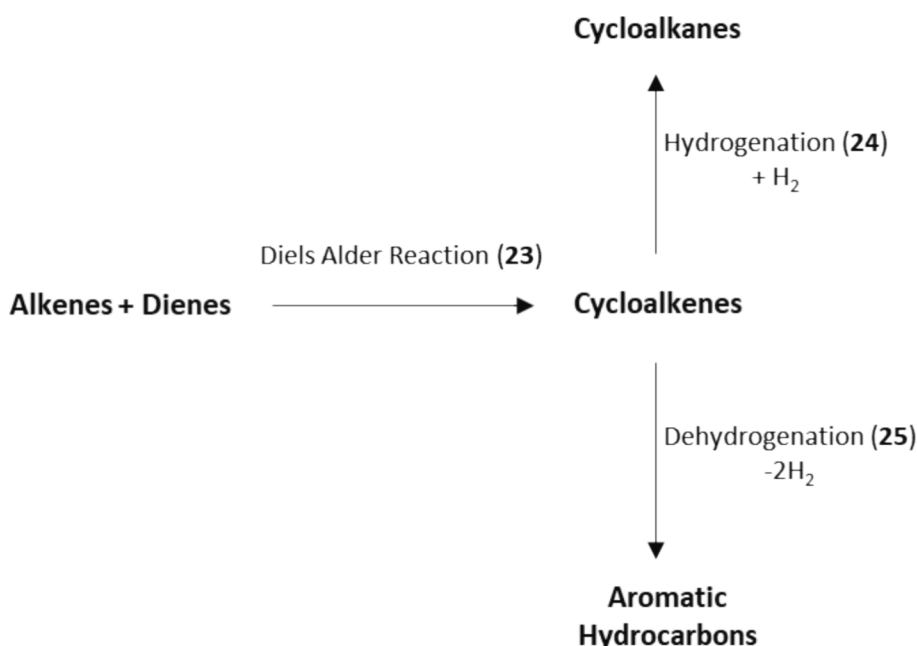 Cycloalkanes
Hydrogenation (24)
+ H₂
Diels Alder Reaction (23)
Alkenes + Dienes
Cycloalkenes
Dehydrogenation (25)
-2H₂
Aromatic
Hydrocarbons